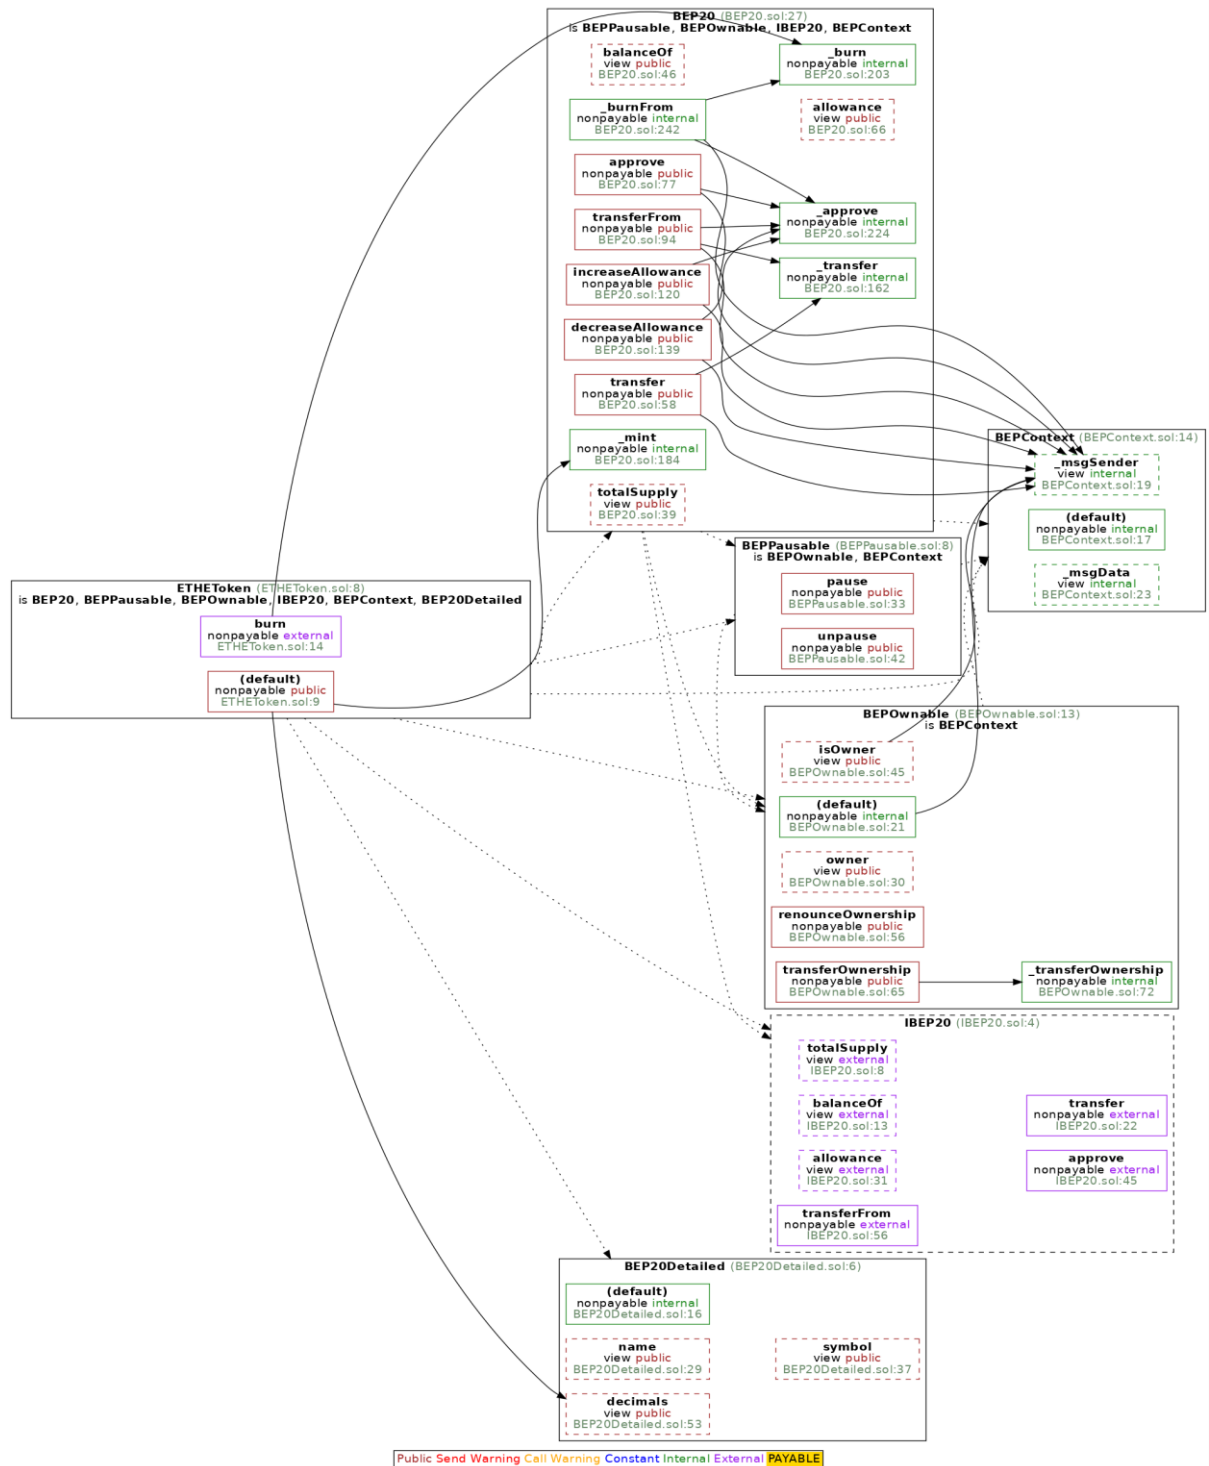 BEP20 (BEP20.sol:27)
is BEPPausable, BEPOwnable, IBEP20, BEPContext
balanceOf
view public
BEP20.sol:46
_burn
nonpayable internal
BEP20.sol:203
_burnFrom
nonpayable internal
BEP20.sol:242
allowance
view public
BEP20.sol:66
approve
nonpayable public
BEP20.sol:77
transferFrom
nonpayable public
BEP20.sol:94
_approve
nonpayable internal
BEP20.sol:224
increaseAllowance
nonpayable public
BEP20.sol:120
_transfer
nonpayable internal
BEP20.sol:162
decreaseAllowance
nonpayable public
BEP20.sol:139
transfer
nonpayable public
BEP20.sol:58
_mint
nonpayable internal
BEP20.sol:184
totalSupply
view public
BEP20.sol:39
BEPContext (BEPContext.sol:14)
_msgSender
view internal
BEPContext.sol:19
(default)
nonpayable internal
BEPContext.sol:17
_msgData
view internal
BEPContext.sol:23
BEPPausable (BEPPausable.sol:8)
is BEPOwnable, BEPContext
pause
nonpayable public
BEPPausable.sol:33
unpause
nonpayable public
BEPPausable.sol:42
ETHEToken (ETHEToken.sol:8)
is BEP20, BEPPausable, BEPOwnable, IBEP20, BEPContext, BEP20Detailed
burn
nonpayable external
ETHEToken.sol:14
(default)
nonpayable public
ETHEToken.sol:9
BEPOwnable (BEPOwnable.sol:13)
is BEPContext
isOwner
view public
BEPOwnable.sol:45
(default)
nonpayable internal
BEPOwnable.sol:21
owner
view public
BEPOwnable.sol:30
renounceOwnership
nonpayable public
BEPOwnable.sol:56
transferOwnership
nonpayable public
BEPOwnable.sol:65
_transferOwnership
nonpayable internal
BEPOwnable.sol:72
IBEP20 (IBEP20.sol:4)
totalSupply
view external
IBEP20.sol:8
balanceOf
view external
IBEP20.sol:13
transfer
nonpayable external
IBEP20.sol:22
allowance
view external
IBEP20.sol:31
approve
nonpayable external
IBEP20.sol:45
transferFrom
nonpayable external
IBEP20.sol:56
BEP20Detailed (BEP20Detailed.sol:6)
(default)
nonpayable internal
BEP20Detailed.sol:16
name
view public
BEP20Detailed.sol:29
symbol
view public
BEP20Detailed.sol:37
decimals
view public
BEP20Detailed.sol:53
Public Send Warning Call Warning Constant Internal External PAYABLE